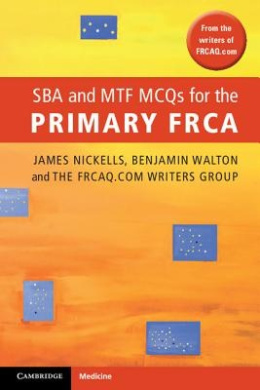 From the
writers of
FRCAQ.com
SBA and MTF MCQs for the
PRIMARY FRCA
JAMES NICKELLS, BENJAMIN WALTON
and THE FRCAQ.COM WRITERS GROUP
CAMBRIDGE Medicine